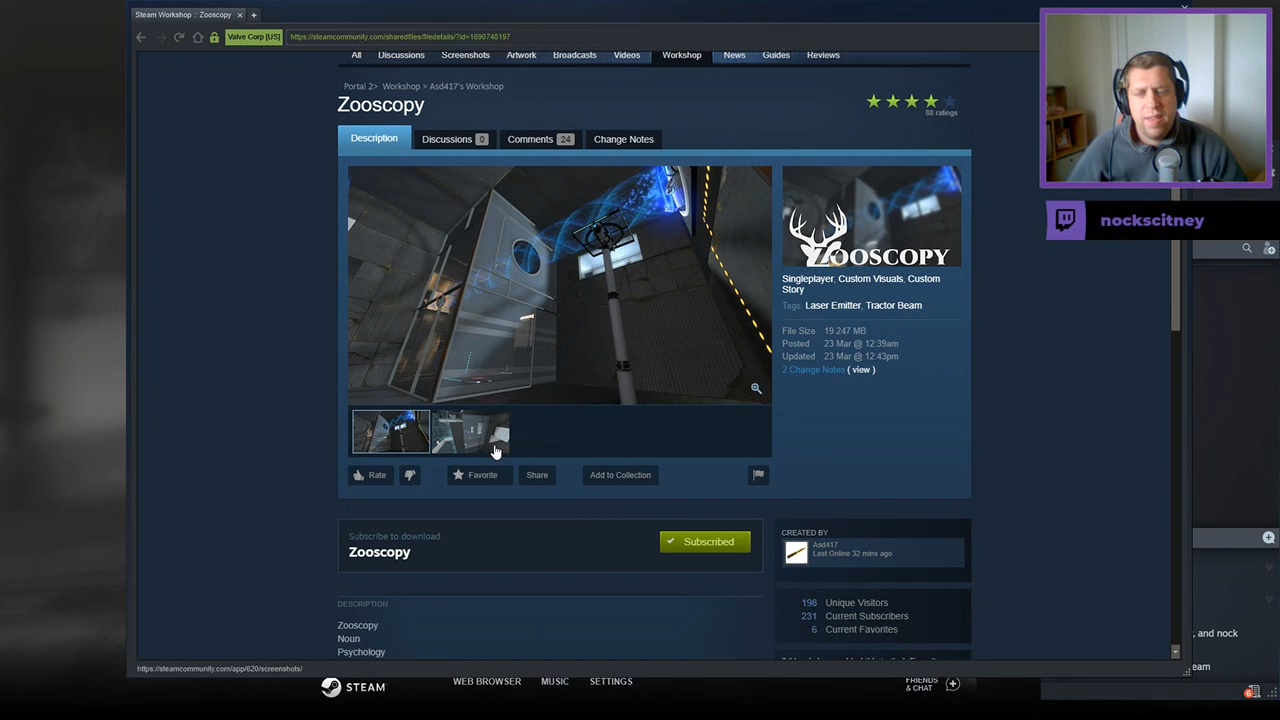 Steam Workshop :: Zooscopy
Valve Corp [US]
https://steamcommunity.com/sharedfiles/filedetails/?id=1690748197
All Discussions Screenshots Artwork Broadcasts Videos Workshop News Guides Reviews
Portal 2> Workshop > Asd417's Workshop
Zooscopy
88 ratings
Description Discussions 0 Comments 24 Change Notes
ZOOSCOPY
Singleplayer, Custom Visuals, Custom
Story
Tags: Laser Emitter, Tractor Beam
File Size 19.247 MB
Posted 23 Mar @ 12:39am
Updated 23 Mar @ 12:43pm
2 Change Notes ( view )
Rate Favorite Share Add to Collection
Subscribe to download
Zooscopy
Subscribed
CREATED BY
Asd417
Last Online 32 mins ago
198 Unique Visitors
231 Current Subscribers
6 Current Favorites
DESCRIPTION
Zooscopy
Noun
Psychology
https://steamcommunity.com/app/620/screenshots/
STEAM WEB BROWSER MUSIC SETTINGS
FRIENDS
& CHAT
nockscitney
, and nock
eam
6